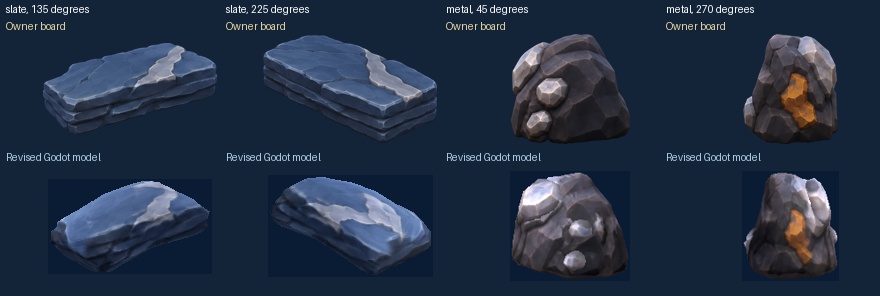 slate, 135 degrees
Owner board
slate, 225 degrees
Owner board
metal, 45 degrees
Owner board
metal, 270 degrees
Owner board
Revised Godot model
Revised Godot model
Revised Godot model
Revised Godot model